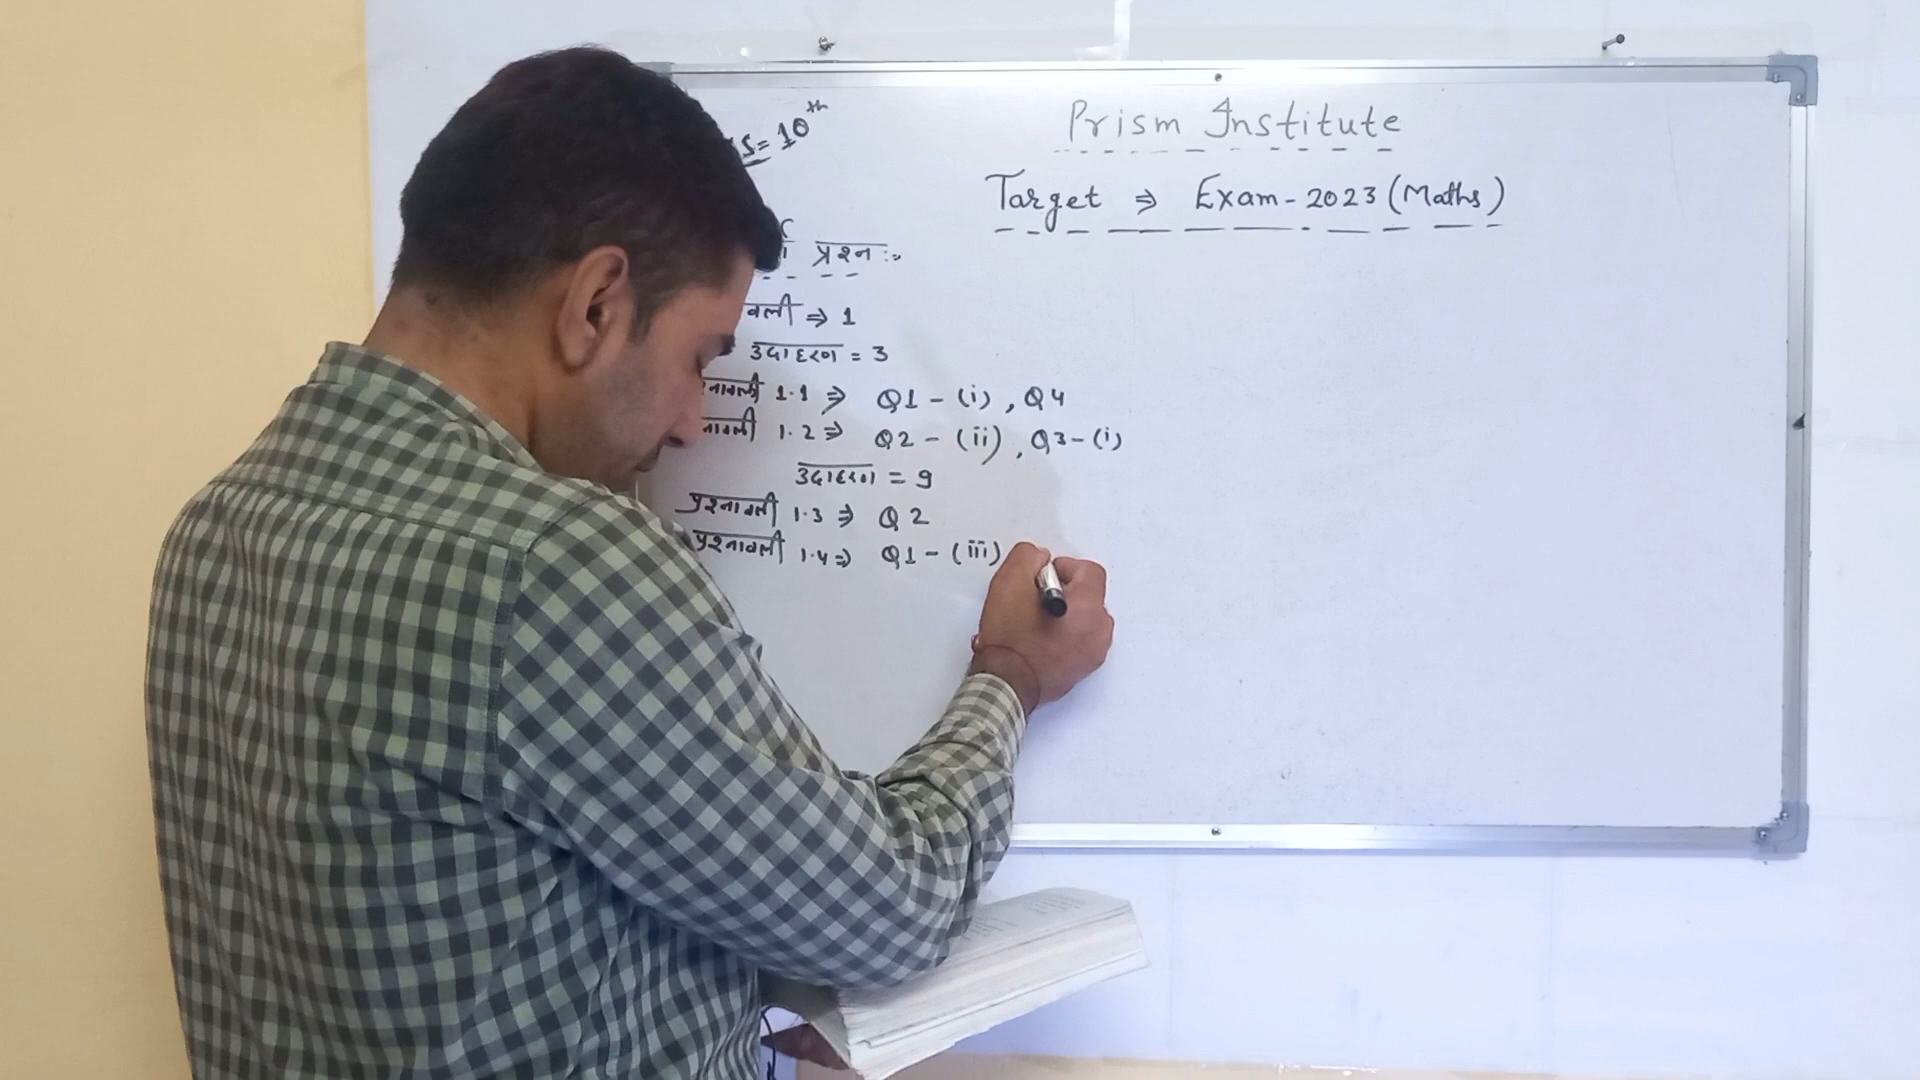 10th
Prism Institute
Target ⇒ Exam-2023 (Maths)
प्रश्न :-
वली ⇒ 1
उदाहरण = 3
नावली 1.1 ⇒ Q1 - (i), Q4
नावली 1.2 ⇒ Q2 - (ii), Q3-(i)
उदाहरण = 9
प्रश्नावली 1.3 ⇒ Q2
प्रश्नावली 1.4 ⇒ Q1 - (iii)